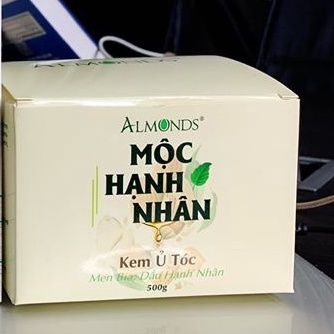 ALMONDS®
MỘC
HẠNH
NHÂN
Kem Ủ Tóc
Men Bia, Dầu Hạnh Nhân
500g